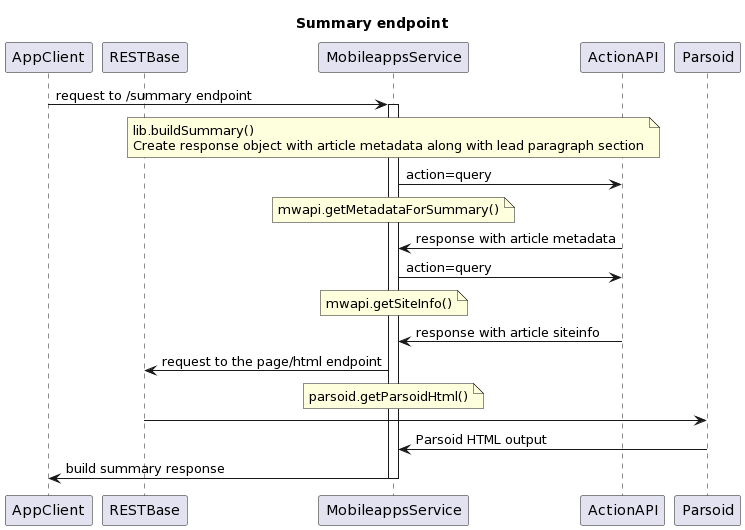 Summary endpoint
AppClient
RESTBase
MobileappsService
ActionAPI
Parsoid
request to /summary endpoint
lib.buildSummary()
Create response object with article metadata along with lead paragraph section
action=query
mwapi.getMetadataForSummary()
response with article metadata
action=query
mwapi.getSiteInfo()
response with article siteinfo
request to the page/html endpoint
parsoid.getParsoidHtml()
Parsoid HTML output
build summary response
AppClient
RESTBase
MobileappsService
ActionAPI
Parsoid